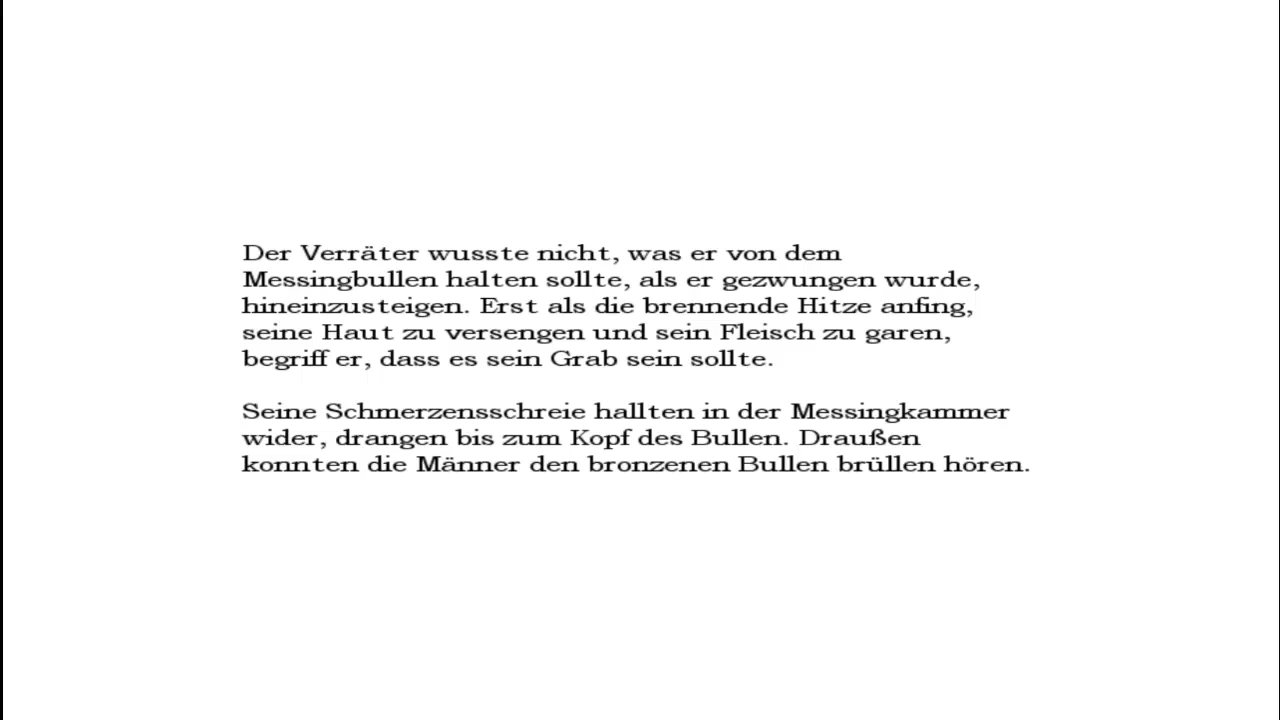 Der Verräter wusste nicht, was er von dem
Messingbullen halten sollte, als er gezwungen wurde,
hineinzusteigen. Erst als die brennende Hitze anfing,
seine Haut zu versengen und sein Fleisch zu garen,
begriff er, dass es sein Grab sein sollte.
Seine Schmerzensschreie hallten in der Messingkammer
wider, drangen bis zum Kopf des Bullen. Draußen
konnten die Männer den bronzenen Bullen brüllen hören.